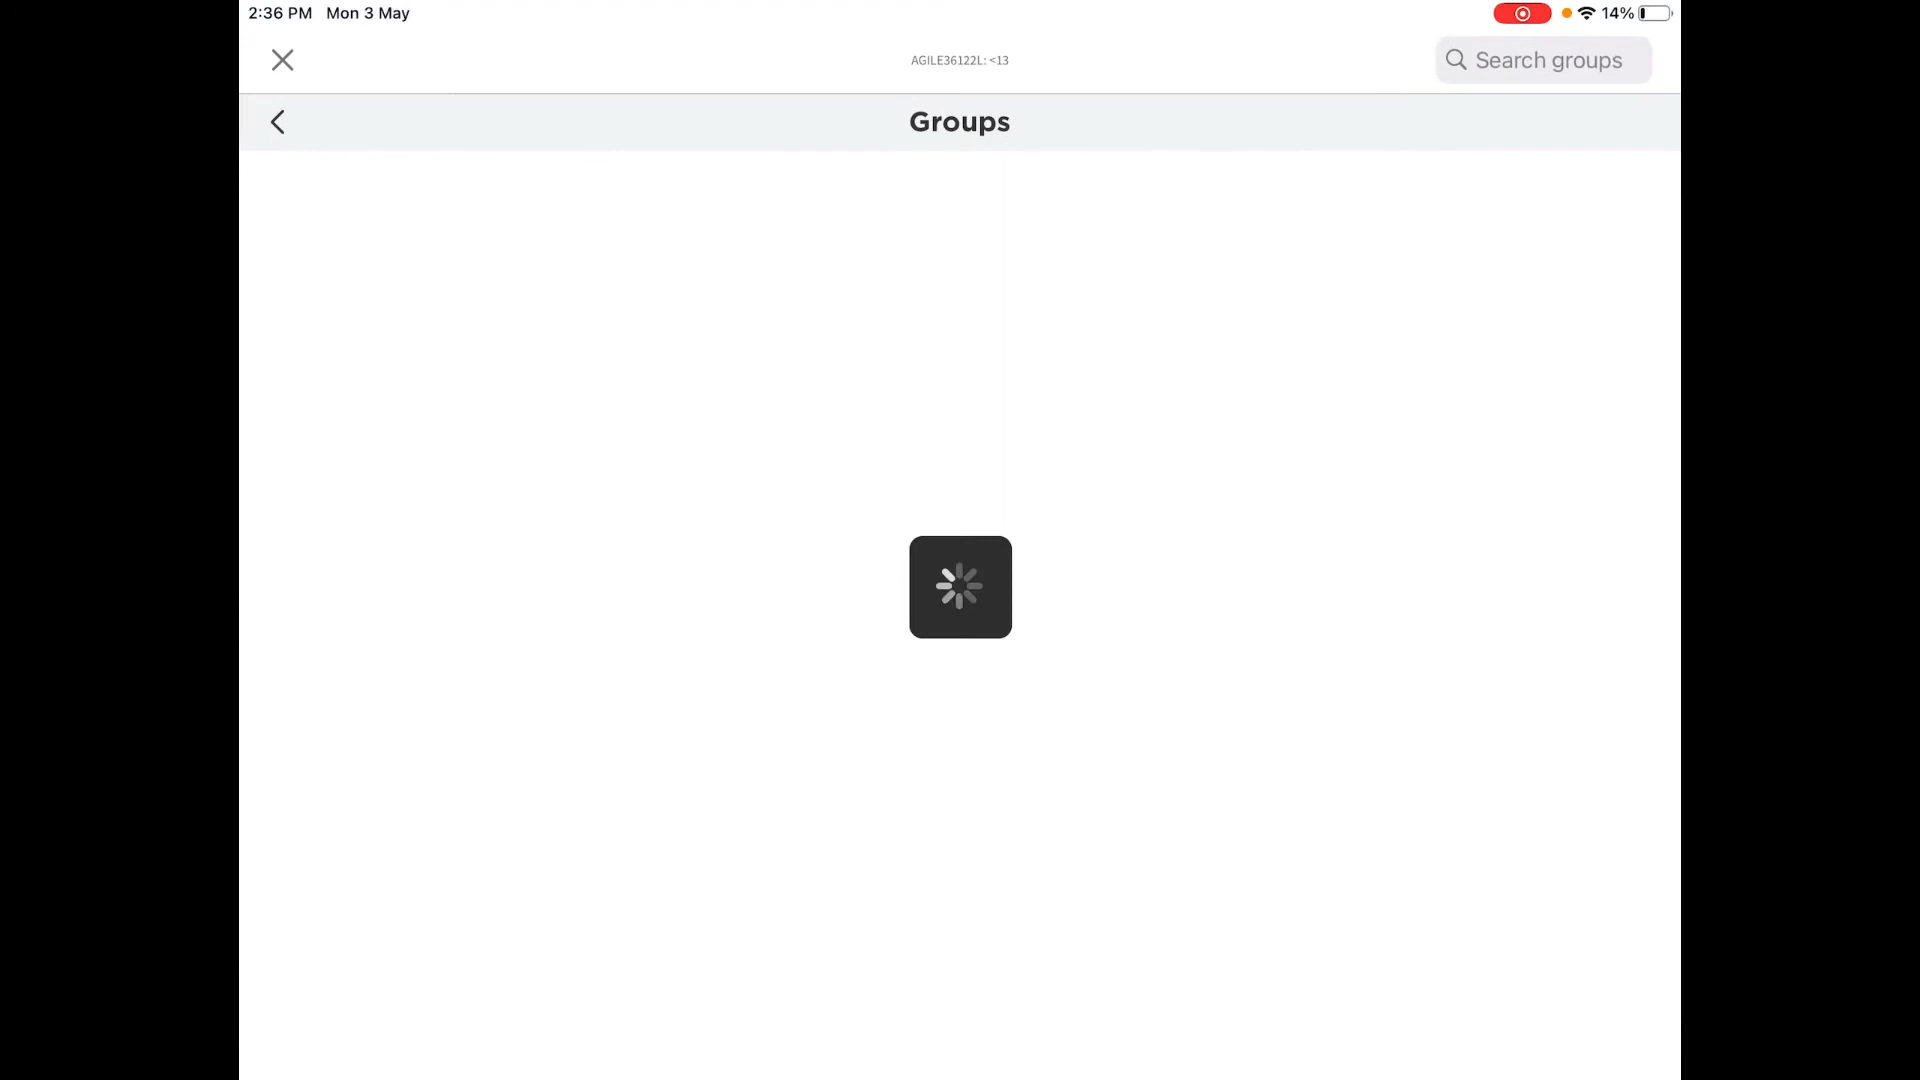 2:36 PM Mon 3 May
14%
AGILE36122L: <13
Search groups
Groups